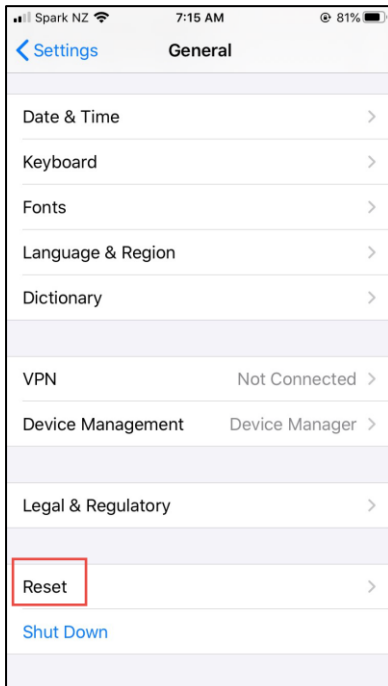 Spark NZ 7:15 AM 81%
Settings General
Date & Time
Keyboard
Fonts
Language & Region
Dictionary
VPN Not Connected
Device Management Device Manager
Legal & Regulatory
Reset
Shut Down